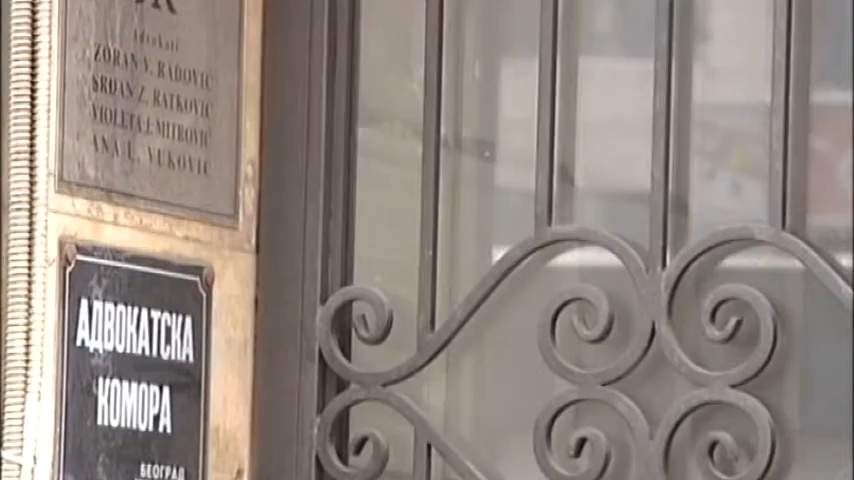 Advokati
ZORAN V. RADOVIĆ
SRĐAN Z. RATKOVIĆ
VIOLETA J. MITROVIĆ
ANA L. VUKOVIĆ
АДВОКАТСКА
КОМОРА
БЕОГРАД